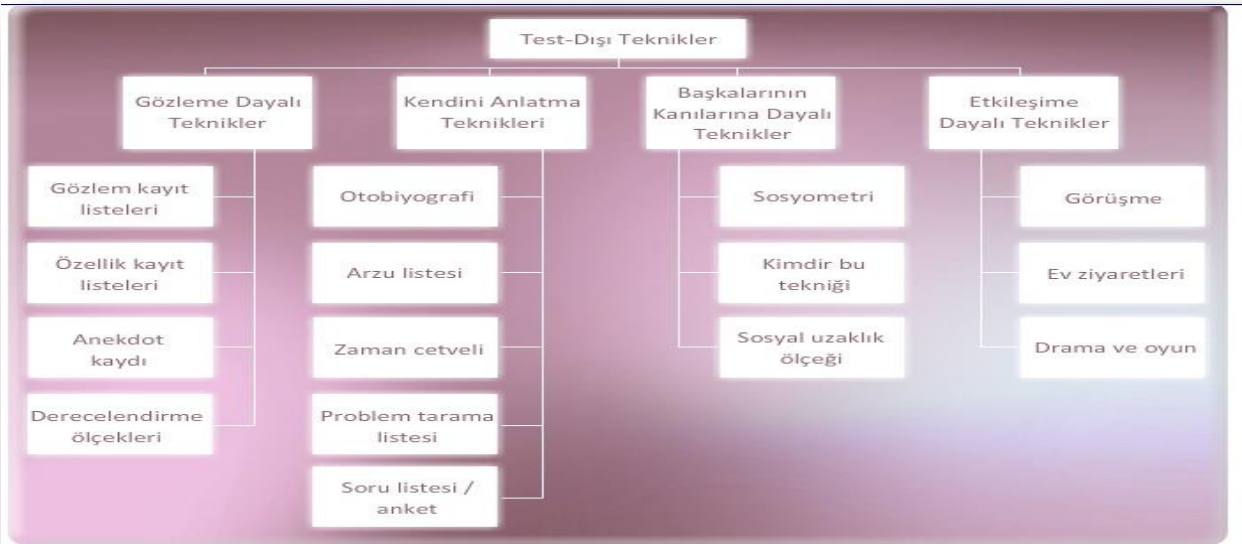 Test-Dışı Teknikler
Gözleme Dayalı
Teknikler
Kendini Anlatma
Teknikleri
Başkalarının
Kanılarına Dayalı
Teknikler
Etkileşime
Dayalı Teknikler
Gözlem kayıt
listeleri
Özellik kayıt
listeleri
Anekdot
kaydı
Derecelendirme
ölçekleri
Otobiyografi
Arzu listesi
Zaman cetveli
Problem tarama
listesi
Soru listesi /
anket
Sosyometri
Kimdir bu
tekniği
Sosyal uzaklık
ölçeği
Görüşme
Ev ziyaretleri
Drama ve oyun